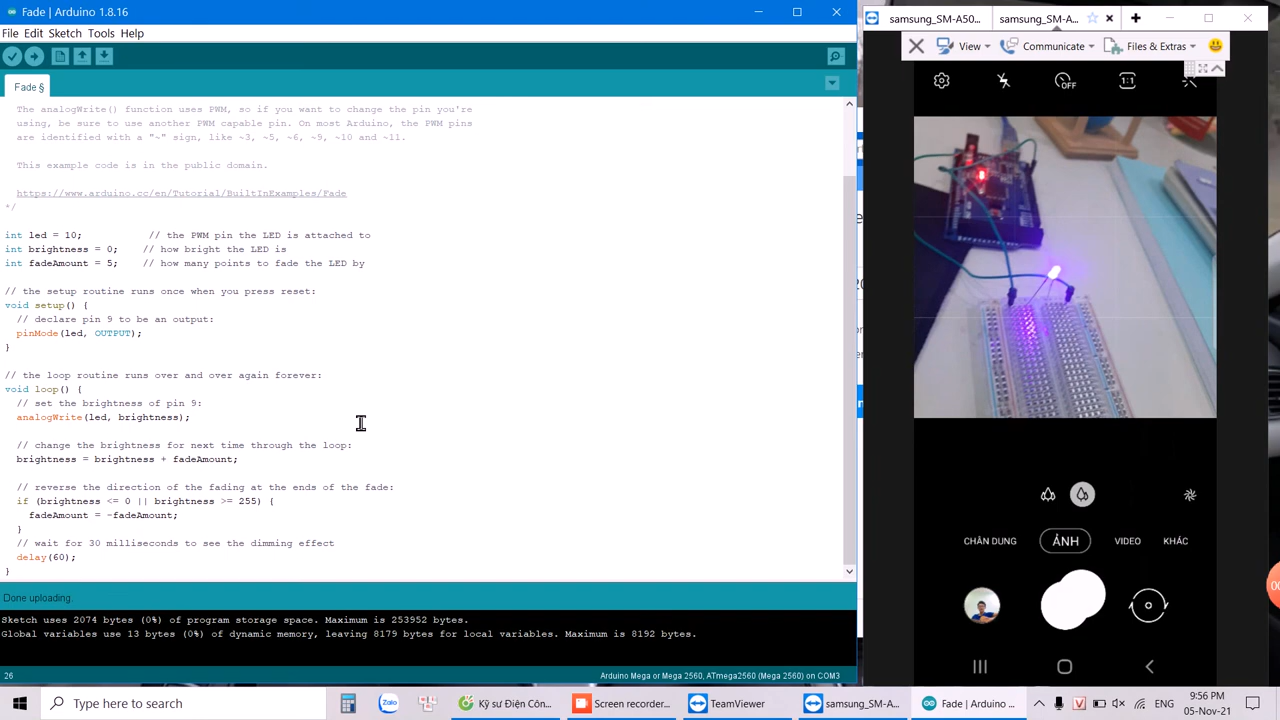 Fade | Arduino 1.8.16
File Edit Sketch Tools Help
Fade §
The analogWrite() function uses PWM, so if you want to change the pin you're
using, be sure to use another PWM capable pin. On most Arduino, the PWM pins
are identified with a "~" sign, like ~3, ~5, ~6, ~9, ~10 and ~11.
This example code is in the public domain.
https://www.arduino.cc/en/Tutorial/BuiltInExamples/Fade
*/
int led = 10; // the PWM pin the LED is attached to
int brightness = 0; // how bright the LED is
int fadeAmount = 5; // how many points to fade the LED by
// the setup routine runs once when you press reset:
void setup() {
// declare pin 9 to be an output:
pinMode(led, OUTPUT);
}
// the loop routine runs over and over again forever:
void loop() {
// set the brightness of pin 9:
analogWrite(led, brightness);
// change the brightness for next time through the loop:
brightness = brightness + fadeAmount;
// reverse the direction of the fading at the ends of the fade:
if (brightness <= 0 || brightness >= 255) {
fadeAmount = -fadeAmount;
}
// wait for 30 milliseconds to see the dimming effect
delay(60);
}
Done uploading.
Sketch uses 2074 bytes (0%) of program storage space. Maximum is 253952 bytes.
Global variables use 13 bytes (0%) of dynamic memory, leaving 8179 bytes for local variables. Maximum is 8192 bytes.
26 Arduino Mega or Mega 2560, ATmega2560 (Mega 2560) on COM3
samsung_SM-A50... samsung_SM-A...
View Communicate Files & Extras
OFF 1:1
CHÂN DUNG ẢNH VIDEO KHÁC
Type here to search Zalo Kỹ sư Điện Côn... Screen recorder... TeamViewer samsung_SM-A... Fade | Arduino ... V 9:56 PM
05-Nov-21